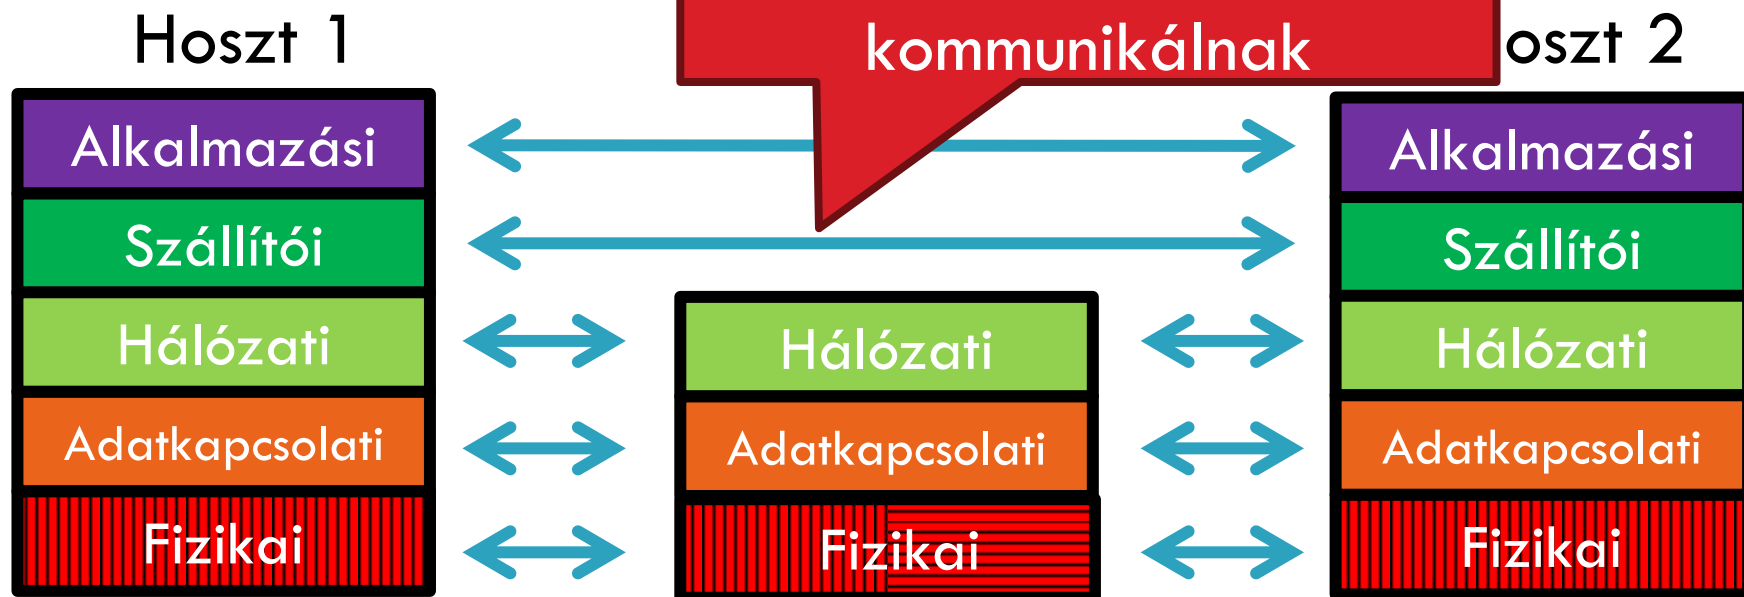 Hoszt 1
kommunikálnak
oszt 2
Alkalmazási
Alkalmazási
Szállítói
Szállítói
Hálózati
Hálózati
Hálózati
Adatkapcsolati
Adatkapcsolati
Adatkapcsolati
Fizikai
Fizikai
Fizikai